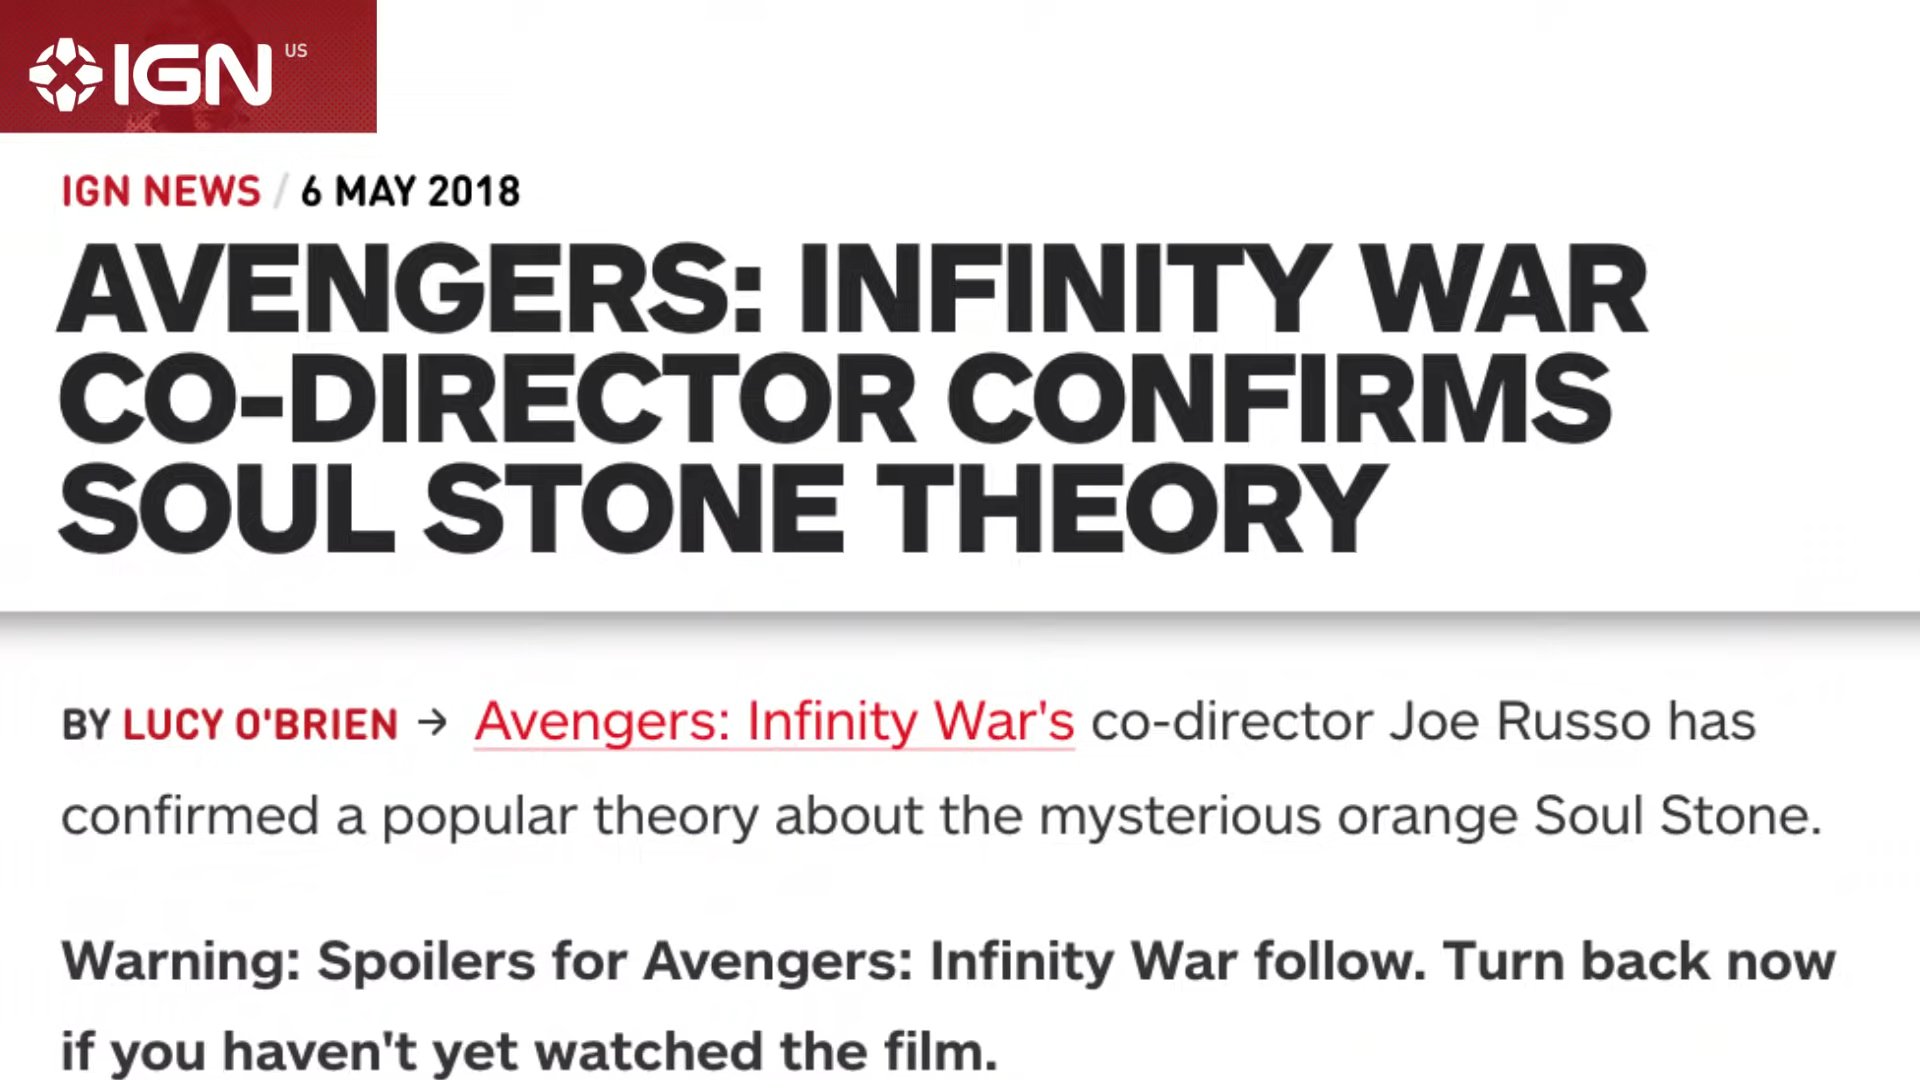 IGN US
IGN NEWS / 6 MAY 2018
AVENGERS: INFINITY WAR
CO-DIRECTOR CONFIRMS
SOUL STONE THEORY
BY LUCY O'BRIEN → Avengers: Infinity War's co-director Joe Russo has
confirmed a popular theory about the mysterious orange Soul Stone.
Warning: Spoilers for Avengers: Infinity War follow. Turn back now
if you haven't yet watched the film.